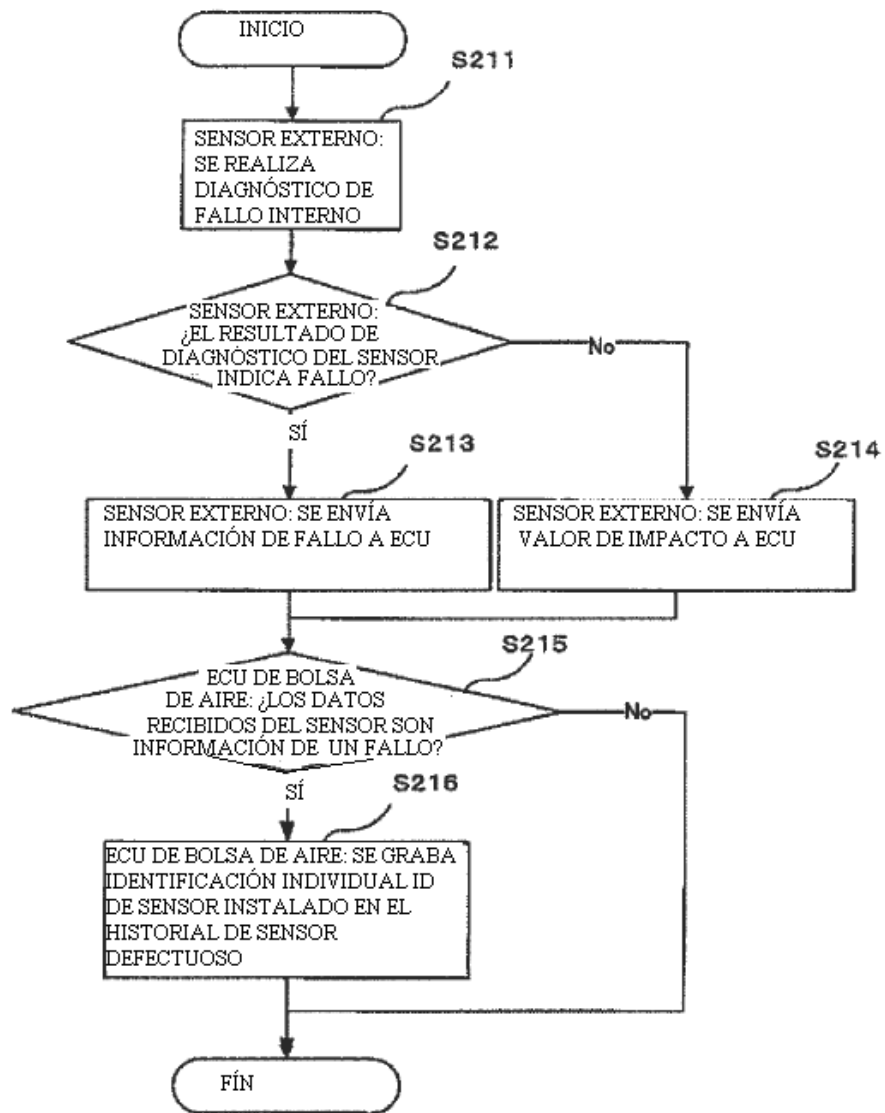 INICIO
S211
SENSOR EXTERNO:
SE REALIZA
DIAGNÓSTICO DE
FALLO INTERNO
S212
SENSOR EXTERNO:
¿EL RESULTADO DE
DIAGNÓSTICO DEL SENSOR
INDICA FALLO?
No
SÍ
S213
SENSOR EXTERNO: SE ENVÍA
INFORMACIÓN DE FALLO A ECU
S214
SENSOR EXTERNO: SE ENVÍA
VALOR DE IMPACTO A ECU
S215
ECU DE BOLSA
DE AIRE: ¿LOS DATOS
RECIBIDOS DEL SENSOR SON
INFORMACIÓN DE UN FALLO?
No
SÍ
S216
ECU DE BOLSA DE AIRE: SE GRABA
IDENTIFICACIÓN INDIVIDUAL ID
DE SENSOR INSTALADO EN EL
HISTORIAL DE SENSOR
DEFECTUOSO
FÍN